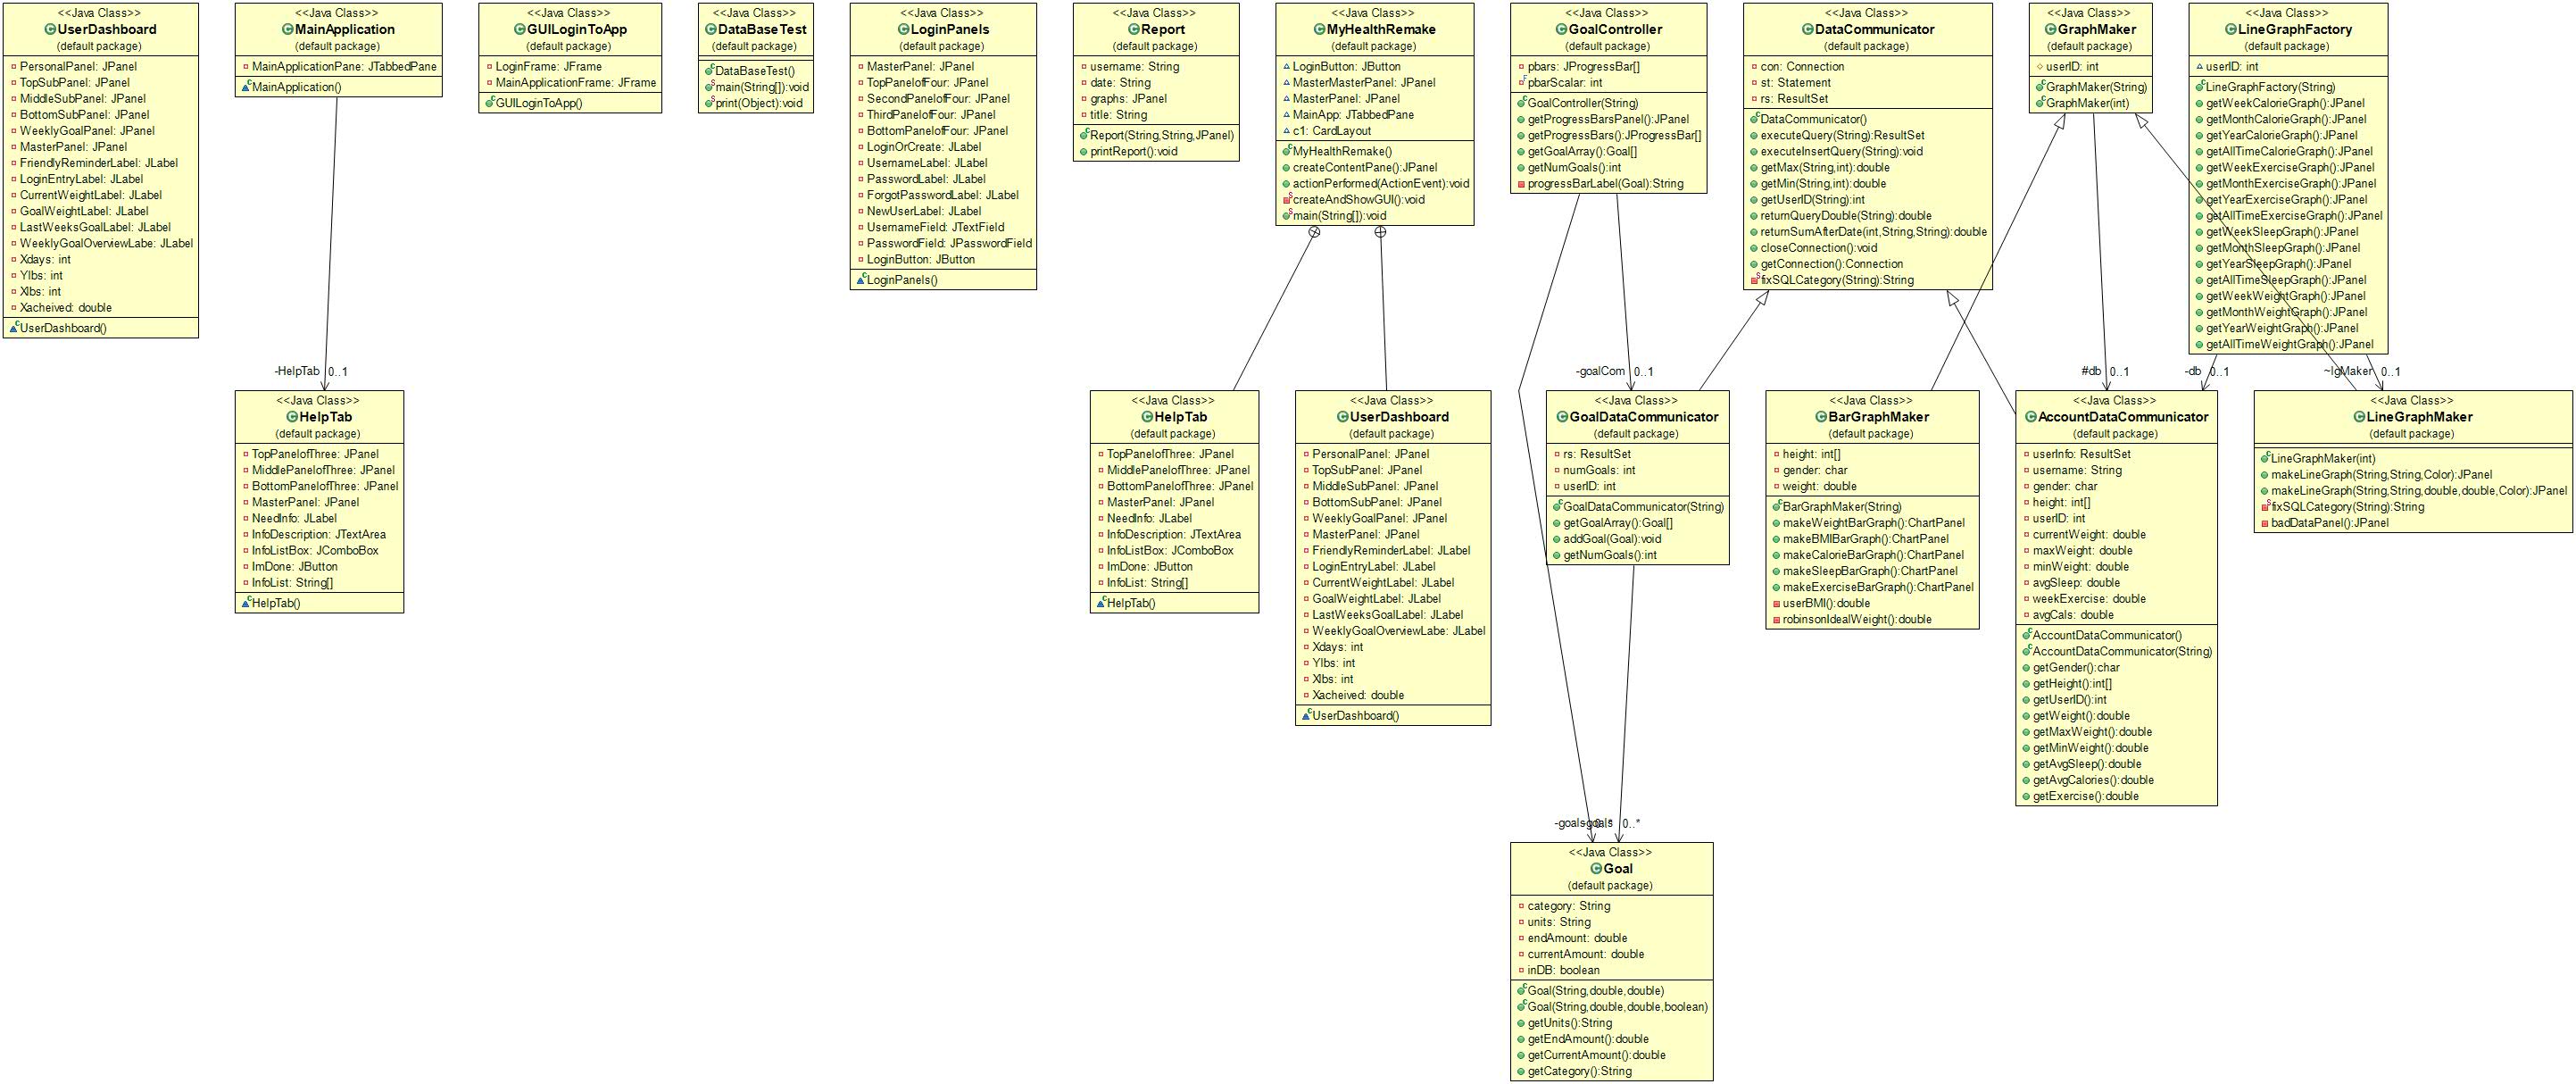 <<Java Class>>
UserDashboard
(default package)
PersonalPanel: JPanel
TopSubPanel: JPanel
MiddleSubPanel: JPanel
BottomSubPanel: JPanel
WeeklyGoalPanel: JPanel
MasterPanel: JPanel
FriendlyReminderLabel: JLabel
LoginEntryLabel: JLabel
CurrentWeightLabel: JLabel
GoalWeightLabel: JLabel
LastWeeksGoalLabel: JLabel
WeeklyGoalOverviewLabe: JLabel
Xdays: int
Ylbs: int
Xlbs: int
Xacheived: double
UserDashboard()
<<Java Class>>
MainApplication
(default package)
MainApplicationPane: JTabbedPane
MainApplication()
<<Java Class>>
GUILoginToApp
(default package)
LoginFrame: JFrame
MainApplicationFrame: JFrame
GUILoginToApp()
<<Java Class>>
DataBaseTest
(default package)
DataBaseTest()
main(String[]):void
print(Object):void
<<Java Class>>
LoginPanels
(default package)
MasterPanel: JPanel
TopPanelofFour: JPanel
SecondPanelofFour: JPanel
ThirdPanelofFour: JPanel
BottomPanelofFour: JPanel
LoginOrCreate: JLabel
UsernameLabel: JLabel
PasswordLabel: JLabel
ForgotPasswordLabel: JLabel
NewUserLabel: JLabel
UsernameField: JTextField
PasswordField: JPasswordField
LoginButton: JButton
LoginPanels()
<<Java Class>>
Report
(default package)
username: String
date: String
graphs: JPanel
title: String
Report(String,String,JPanel)
printReport():void
<<Java Class>>
MyHealthRemake
(default package)
LoginButton: JButton
MasterMasterPanel: JPanel
MasterPanel: JPanel
MainApp: JTabbedPane
c1: CardLayout
MyHealthRemake()
createContentPane():JPanel
actionPerformed(ActionEvent):void
createAndShowGUI():void
main(String[]):void
<<Java Class>>
GoalController
(default package)
pbars: JProgressBar[]
pbarScalar: int
GoalController(String)
getProgressBarsPanel():JPanel
getProgressBars():JProgressBar[]
getGoalArray():Goal[]
getNumGoals():int
progressBarLabel(Goal):String
<<Java Class>>
DataCommunicator
(default package)
con: Connection
st: Statement
rs: ResultSet
DataCommunicator()
executeQuery(String):ResultSet
executeInsertQuery(String):void
getMax(String,int):double
getMin(String,int):double
getUserID(String):int
returnQueryDouble(String):double
returnSumAfterDate(int,String,String):double
closeConnection():void
getConnection():Connection
fixSQLCategory(String):String
<<Java Class>>
GraphMaker
(default package)
userID: int
GraphMaker(String)
GraphMaker(int)
<<Java Class>>
LineGraphFactory
(default package)
userID: int
LineGraphFactory(String)
getWeekCalorieGraph():JPanel
getMonthCalorieGraph():JPanel
getYearCalorieGraph():JPanel
getAllTimeCalorieGraph():JPanel
getWeekExerciseGraph():JPanel
getMonthExerciseGraph():JPanel
getYearExerciseGraph():JPanel
getAllTimeExerciseGraph():JPanel
getWeekSleepGraph():JPanel
getMonthSleepGraph():JPanel
getYearSleepGraph():JPanel
getAllTimeSleepGraph():JPanel
getWeekWeightGraph():JPanel
getMonthWeightGraph():JPanel
getYearWeightGraph():JPanel
getAllTimeWeightGraph():JPanel
-HelpTab 0..1
-goalCom 0..1
#db 0..1
-db 0..1
~lgMaker 0..1
<<Java Class>>
HelpTab
(default package)
TopPanelofThree: JPanel
MiddlePanelofThree: JPanel
BottomPanelofThree: JPanel
MasterPanel: JPanel
NeedInfo: JLabel
InfoDescription: JTextArea
InfoListBox: JComboBox
ImDone: JButton
InfoList: String[]
HelpTab()
<<Java Class>>
HelpTab
(default package)
TopPanelofThree: JPanel
MiddlePanelofThree: JPanel
BottomPanelofThree: JPanel
MasterPanel: JPanel
NeedInfo: JLabel
InfoDescription: JTextArea
InfoListBox: JComboBox
ImDone: JButton
InfoList: String[]
HelpTab()
<<Java Class>>
UserDashboard
(default package)
PersonalPanel: JPanel
TopSubPanel: JPanel
MiddleSubPanel: JPanel
BottomSubPanel: JPanel
WeeklyGoalPanel: JPanel
MasterPanel: JPanel
FriendlyReminderLabel: JLabel
LoginEntryLabel: JLabel
CurrentWeightLabel: JLabel
GoalWeightLabel: JLabel
LastWeeksGoalLabel: JLabel
WeeklyGoalOverviewLabe: JLabel
Xdays: int
Ylbs: int
Xlbs: int
Xacheived: double
UserDashboard()
<<Java Class>>
GoalDataCommunicator
(default package)
rs: ResultSet
numGoals: int
userID: int
GoalDataCommunicator(String)
getGoalArray():Goal[]
addGoal(Goal):void
getNumGoals():int
<<Java Class>>
BarGraphMaker
(default package)
height: int[]
gender: char
weight: double
BarGraphMaker(String)
makeWeightBarGraph():ChartPanel
makeBMIBarGraph():ChartPanel
makeCalorieBarGraph():ChartPanel
makeSleepBarGraph():ChartPanel
makeExerciseBarGraph():ChartPanel
userBMI():double
robinsonIdealWeight():double
<<Java Class>>
AccountDataCommunicator
(default package)
userInfo: ResultSet
username: String
gender: char
height: int[]
userID: int
currentWeight: double
maxWeight: double
minWeight: double
avgSleep: double
weekExercise: double
avgCals: double
AccountDataCommunicator()
AccountDataCommunicator(String)
getGender():char
getHeight():int[]
getUserID():int
getWeight():double
getMaxWeight():double
getMinWeight():double
getAvgSleep():double
getAvgCalories():double
getExercise():double
<<Java Class>>
LineGraphMaker
(default package)
LineGraphMaker(int)
makeLineGraph(String,String,Color):JPanel
makeLineGraph(String,String,double,double,Color):JPanel
fixSQLCategory(String):String
badDataPanel():JPanel
-goals 0..*
-goals 0..*
<<Java Class>>
Goal
(default package)
category: String
units: String
endAmount: double
currentAmount: double
inDB: boolean
Goal(String,double,double)
Goal(String,double,double,boolean)
getUnits():String
getEndAmount():double
getCurrentAmount():double
getCategory():String